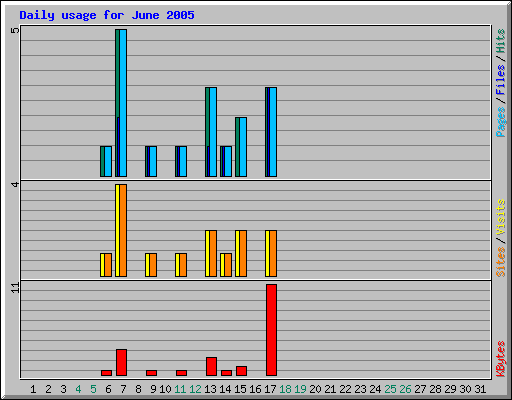 Daily usage for June 2005
5
Pages/Files/Hits
4
Sites/Visits
11
KBytes
1 2 3 4 5 6 7 8 9 10 11 12 13 14 15 16 17 18 19 20 21 22 23 24 25 26 27 28 29 30 31